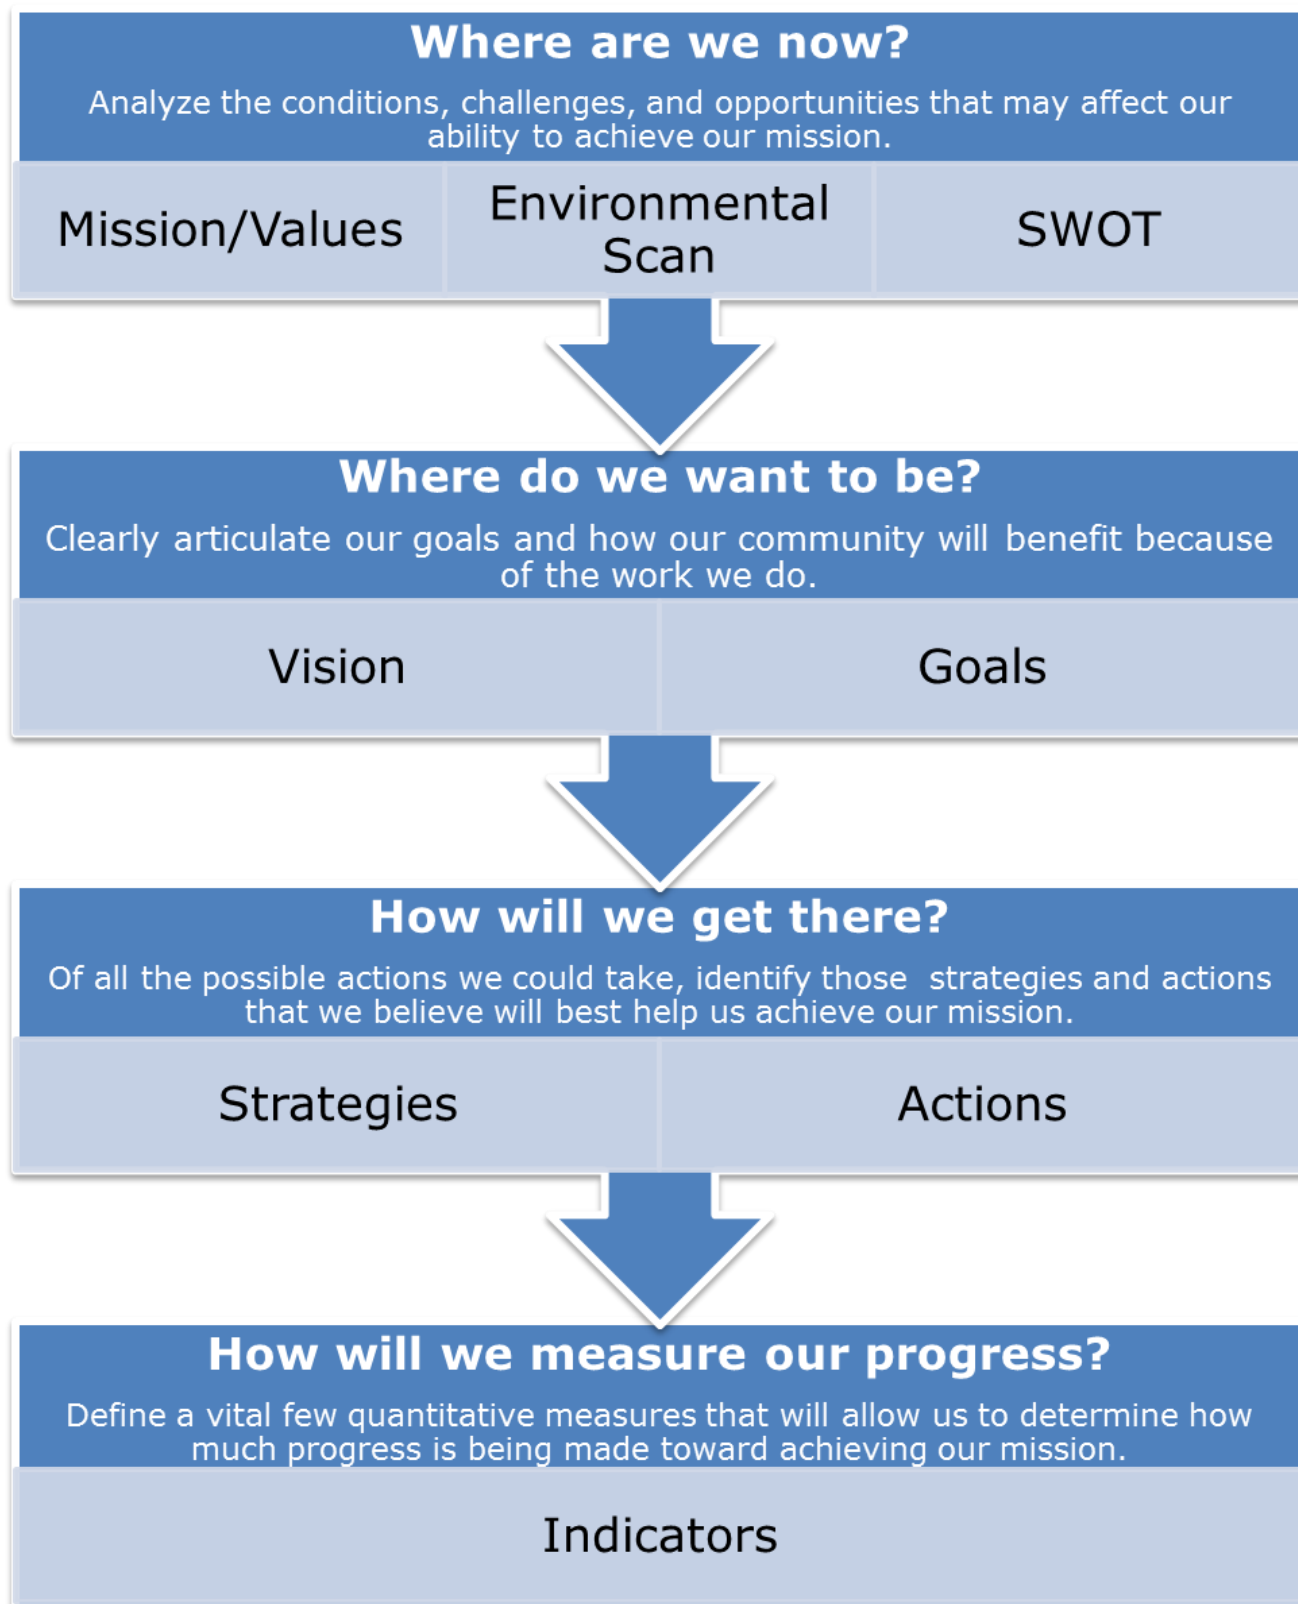 Where are we now?
Analyze the conditions, challenges, and opportunities that may affect our
ability to achieve our mission.
Mission/Values
Environmental
Scan
SWOT
Where do we want to be?
Clearly articulate our goals and how our community will benefit because
of the work we do.
Vision
Goals
How will we get there?
Of all the possible actions we could take, identify those  strategies and actions
that we believe will best help us achieve our mission.
Strategies
Actions
How will we measure our progress?
Define a vital few quantitative measures that will allow us to determine how
much progress is being made toward achieving our mission.
Indicators